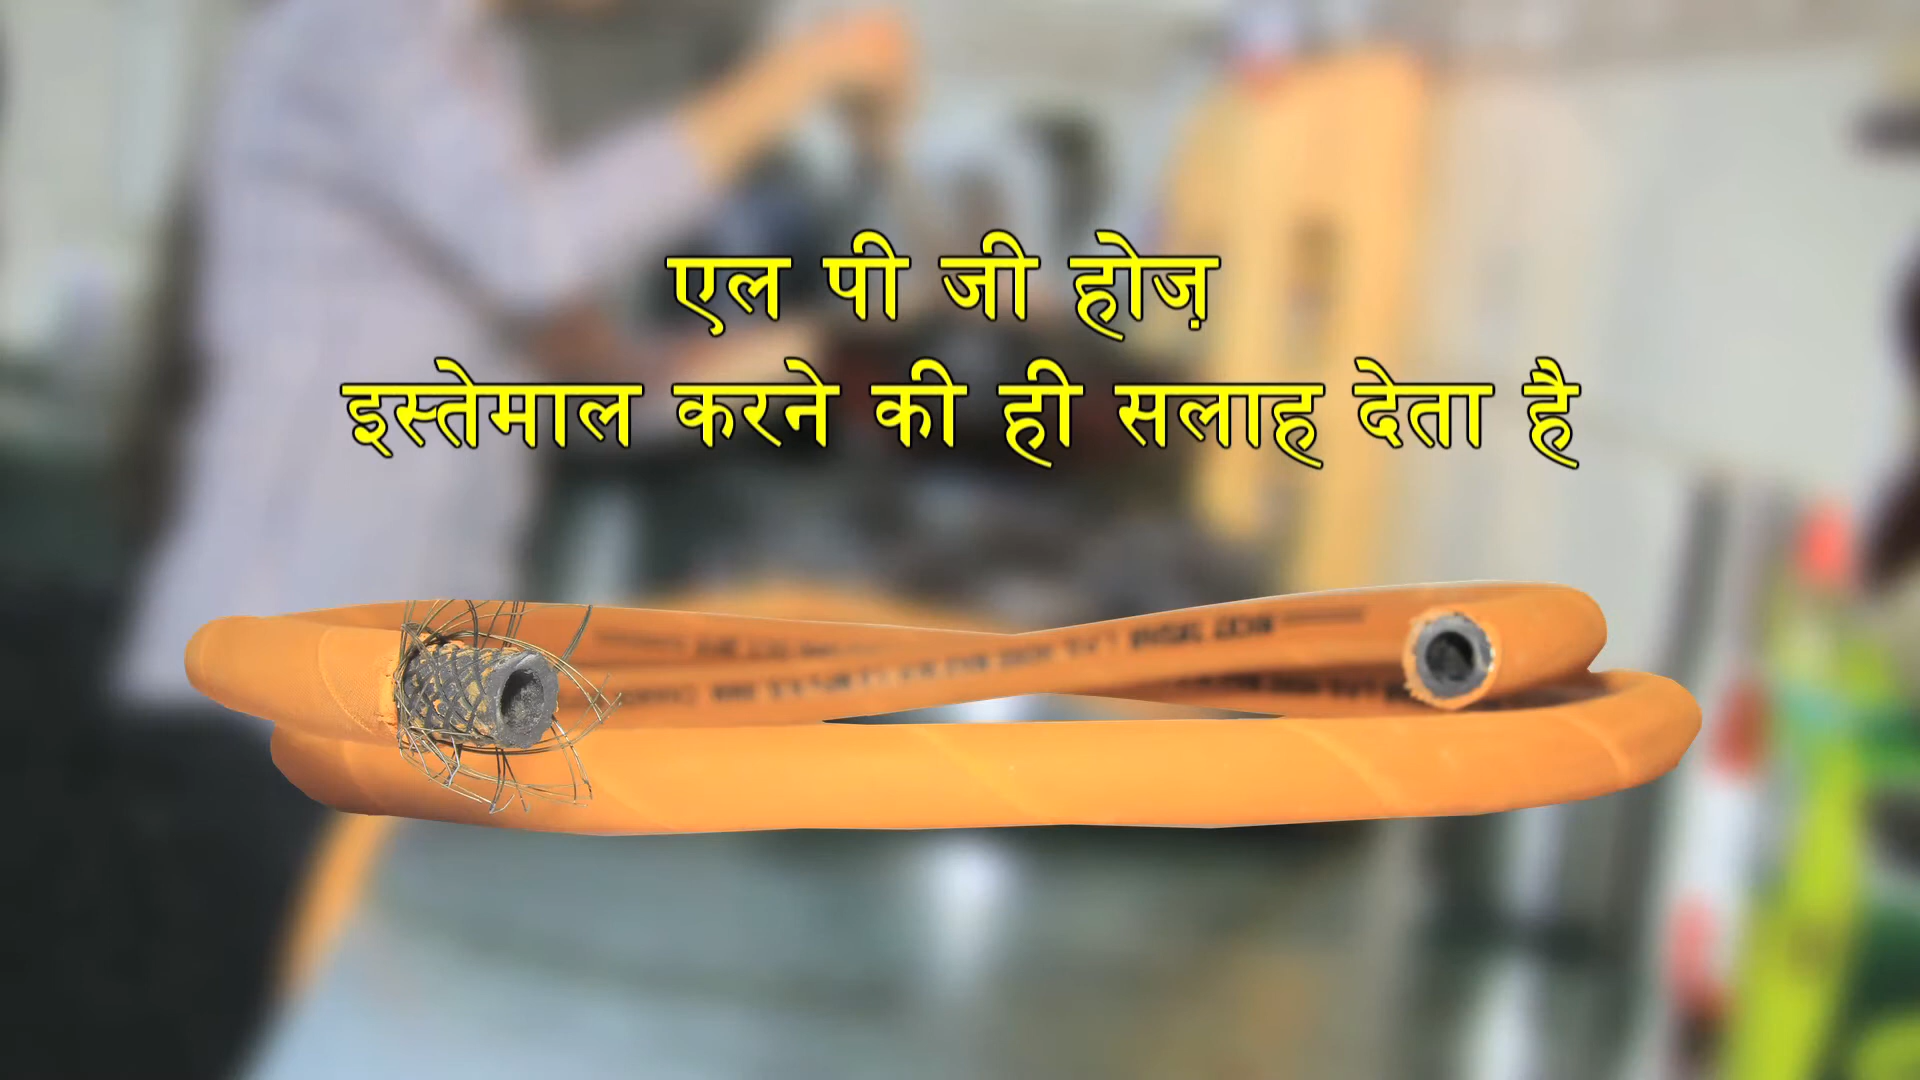 एल पी जी होज़
इस्तेमाल करने की ही सलाह देता है